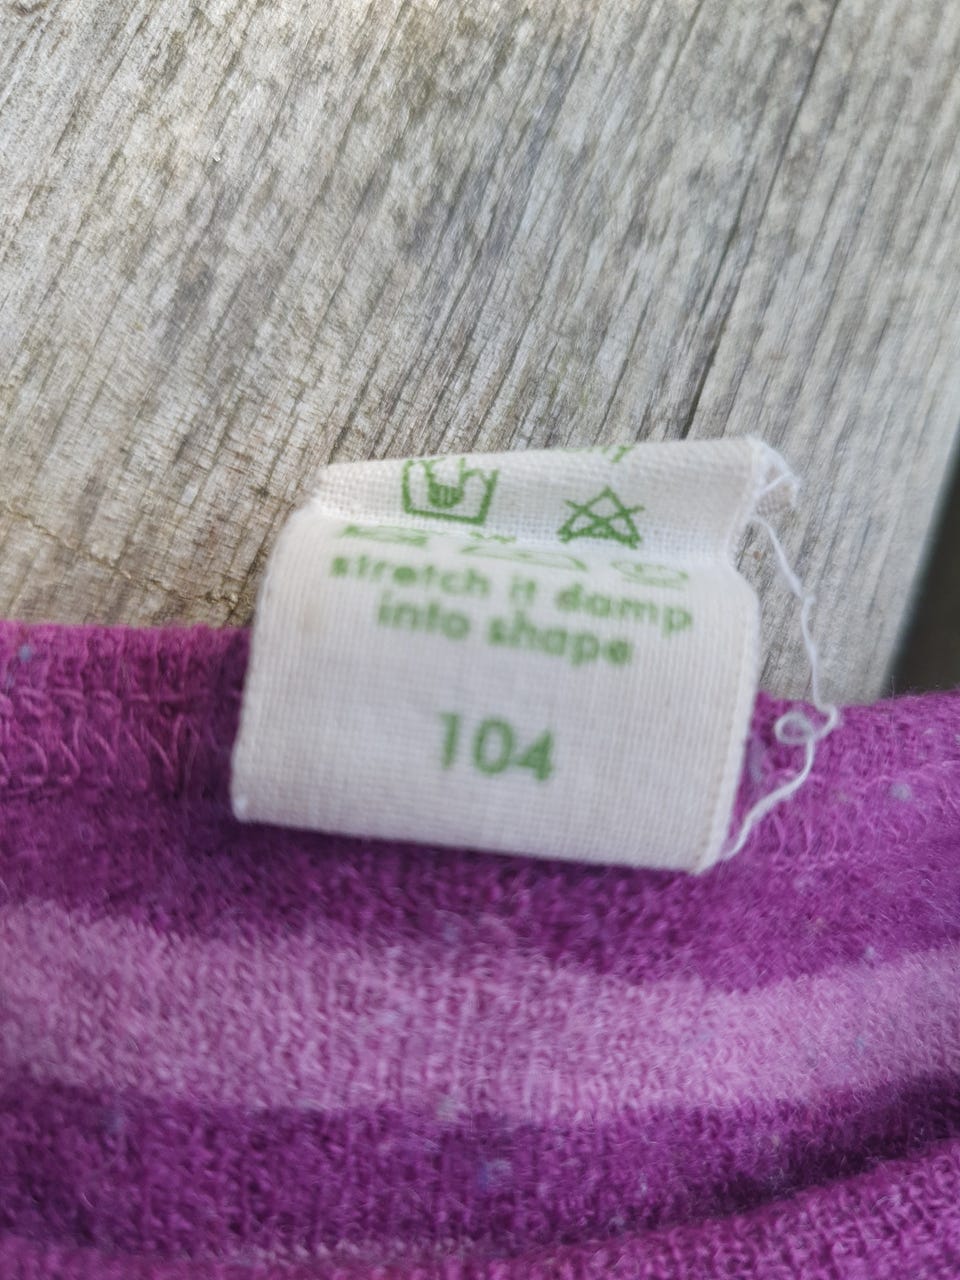 stretch it damp
into shape
104